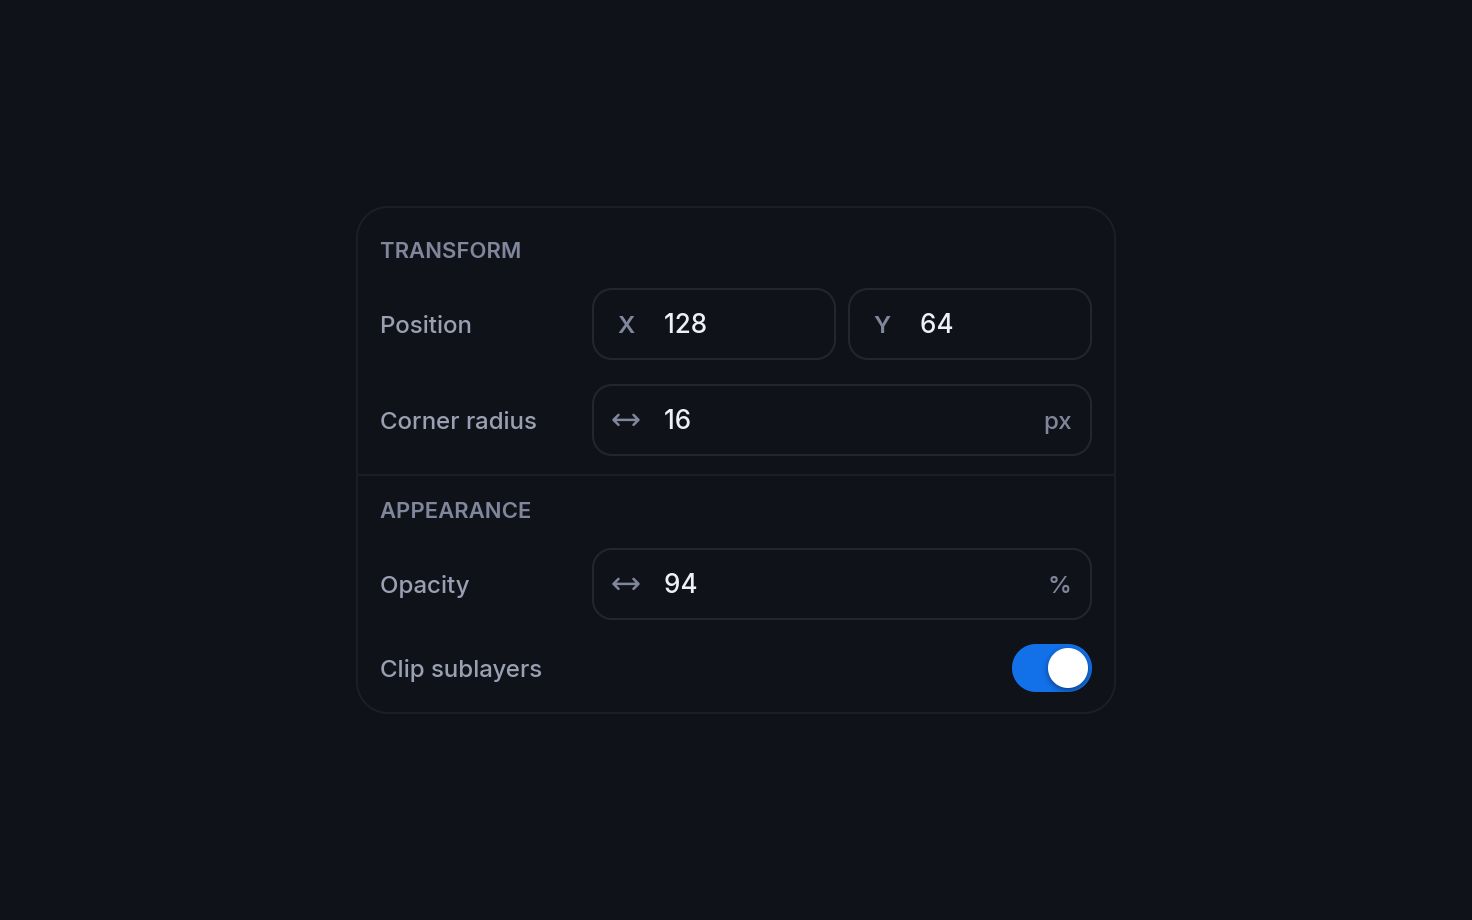 TRANSFORM
Position X 128 Y 64
Corner radius 16 px
APPEARANCE
Opacity 94 %
Clip sublayers